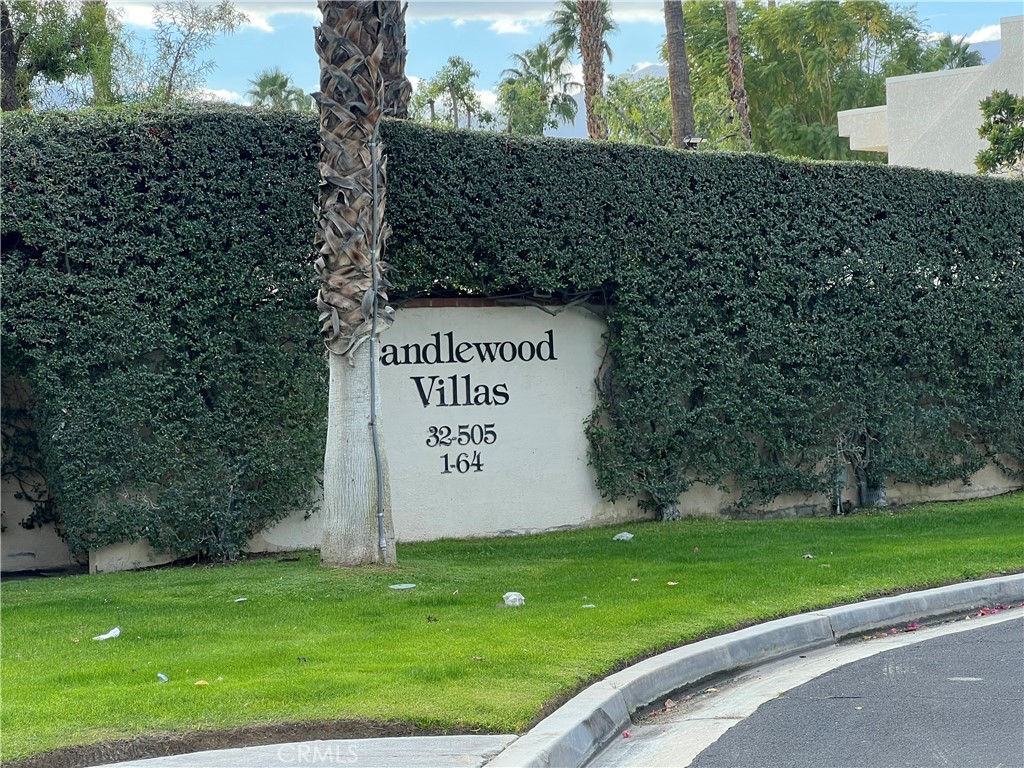 andlewood
Villas
32-505
1-64
CRMLS